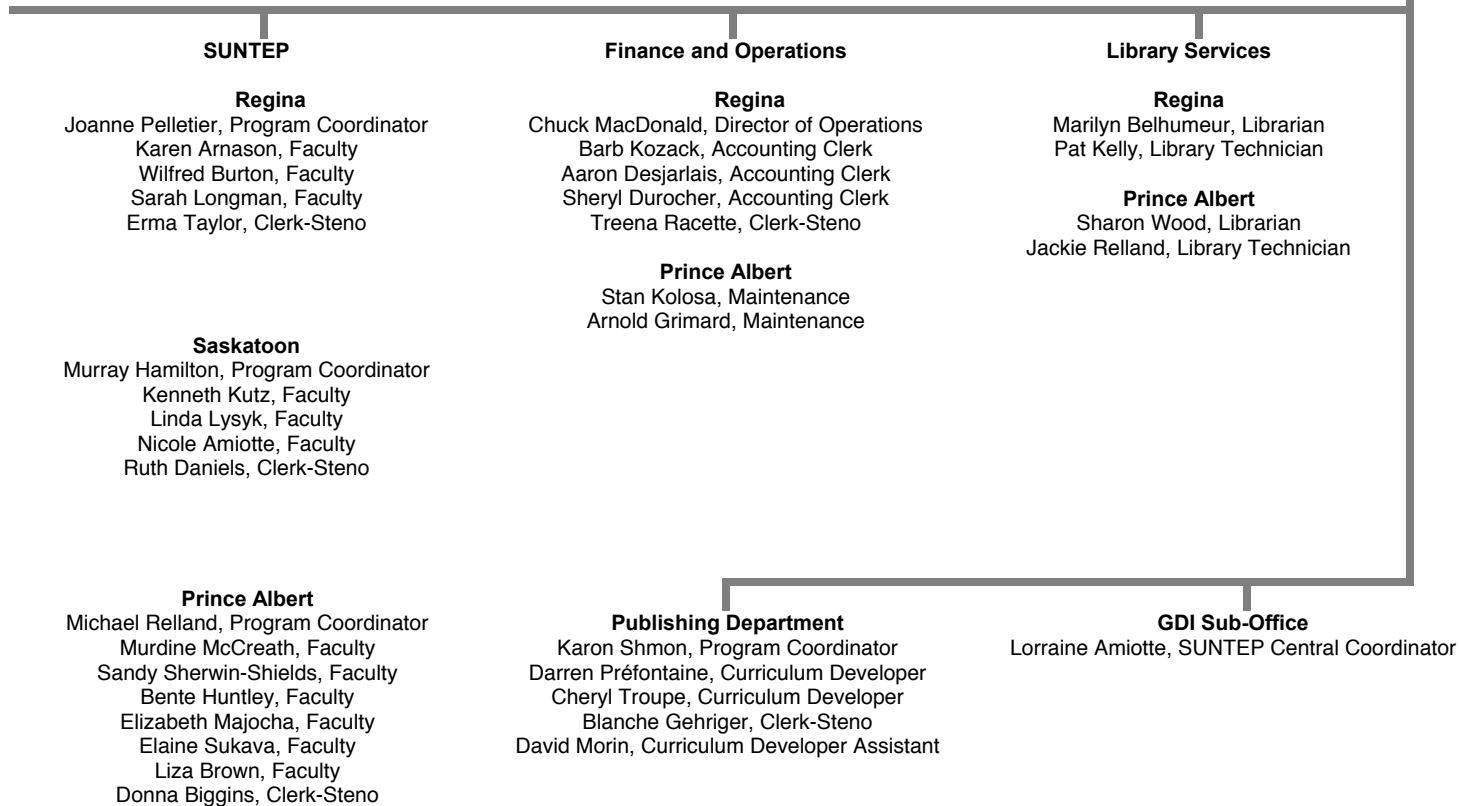 SUNTEP
Regina
Joanne Pelletier, Program Coordinator
Karen Arnason, Faculty
Wilfred Burton, Faculty
Sarah Longman, Faculty
Erma Taylor, Clerk-Steno
Saskatoon
Murray Hamilton, Program Coordinator
Kenneth Kutz, Faculty
Linda Lysyk, Faculty
Nicole Amiotte, Faculty
Ruth Daniels, Clerk-Steno
Prince Albert
Michael Relland, Program Coordinator
Murdine McCreath, Faculty
Sandy Sherwin-Shields, Faculty
Bente Huntley, Faculty
Elizabeth Majocha, Faculty
Elaine Sukava, Faculty
Liza Brown, Faculty
Donna Biggins, Clerk-Steno
Finance and Operations
Regina
Chuck MacDonald, Director of Operations
Barb Kozack, Accounting Clerk
Aaron Desjarlais, Accounting Clerk
Sheryl Durocher, Accounting Clerk
Treena Racette, Clerk-Steno
Prince Albert
Stan Kolosa, Maintenance
Arnold Grimard, Maintenance
Library Services
Regina
Marilyn Belhumeur, Librarian
Pat Kelly, Library Technician
Prince Albert
Sharon Wood, Librarian
Jackie Relland, Library Technician
Publishing Department
Karon Shmon, Program Coordinator
Darren Préfontaine, Curriculum Developer
Cheryl Troupe, Curriculum Developer
Blanche Gehriger, Clerk-Steno
David Morin, Curriculum Developer Assistant
GDI Sub-Office
Lorraine Amiotte, SUNTEP Central Coordinator